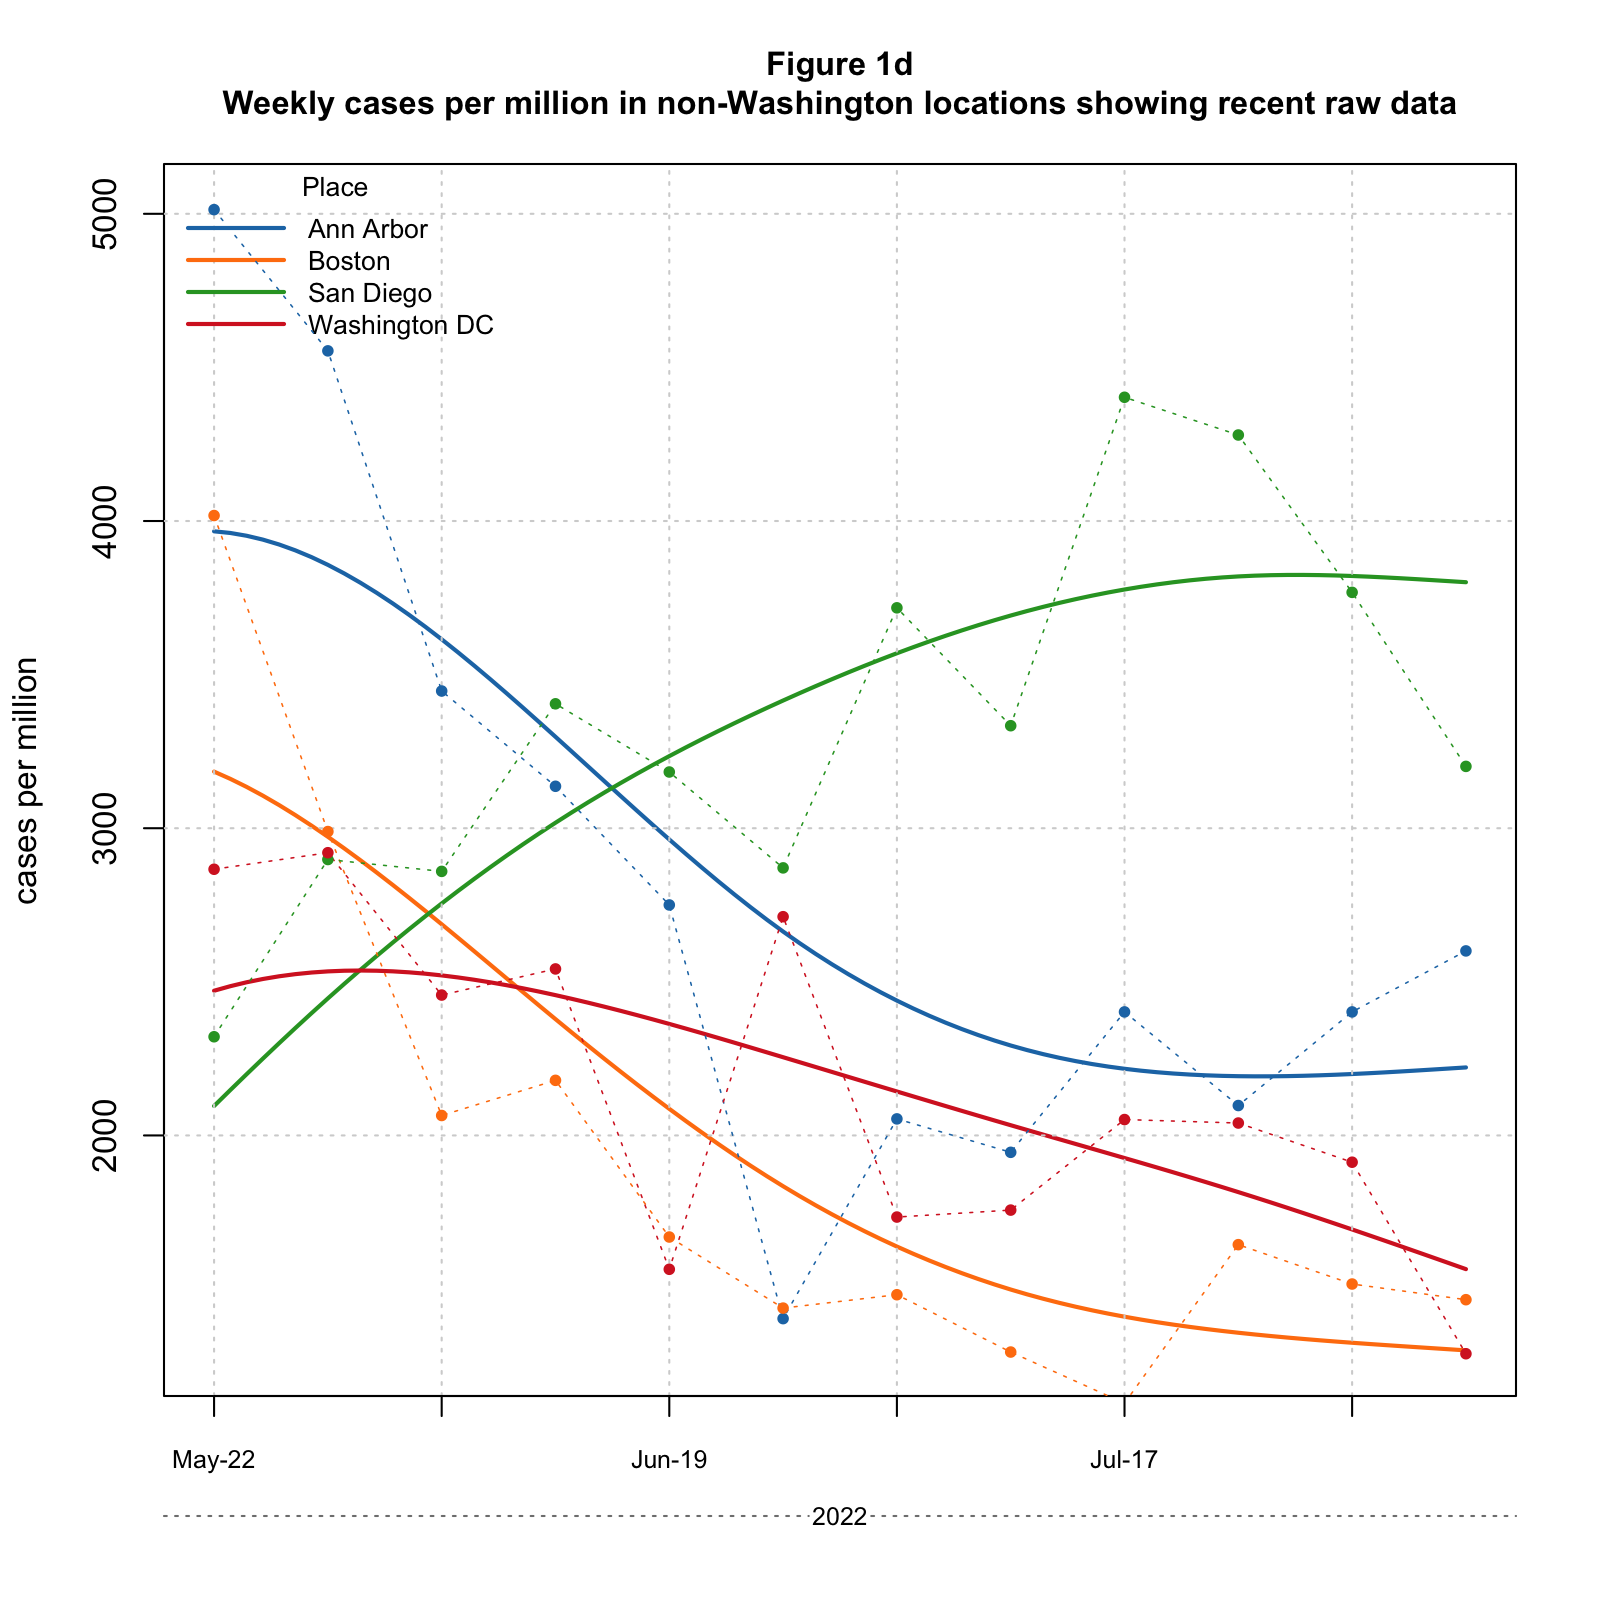 Figure 1d
Weekly cases per million in non-Washington locations showing recent raw data
cases per million
5000
4000
3000
2000
Place
Ann Arbor
Boston
San Diego
Washington DC
May-22
Jun-19
Jul-17
2022